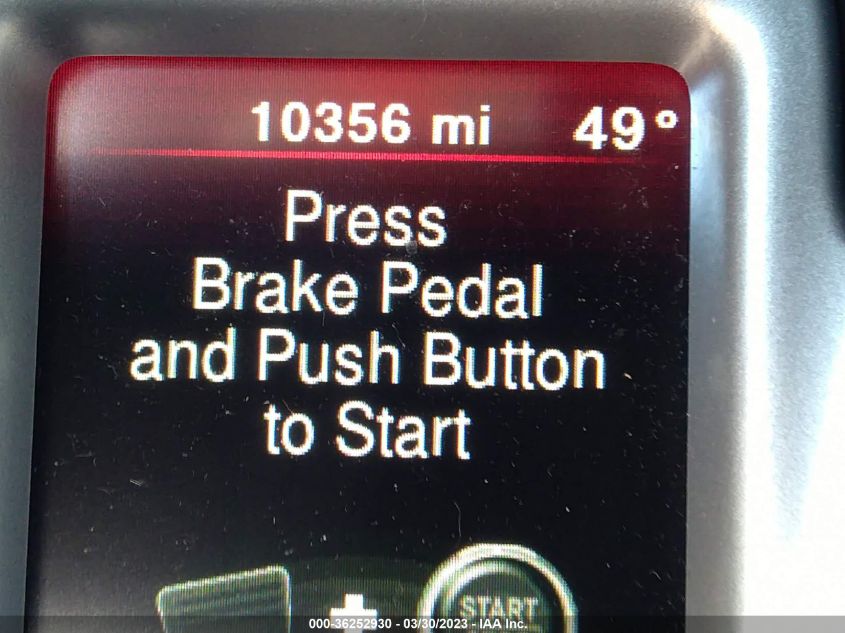 10356 mi 49°
Press
Brake Pedal
and Push Button
to Start
START
000-36252930 - 03/30/2023 - IAA Inc.